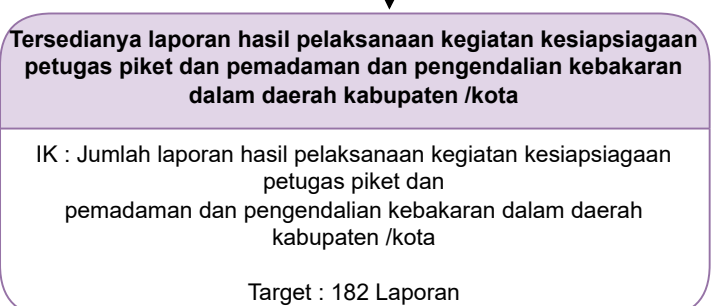 Tersedianya laporan hasil pelaksanaan kegiatan kesiapsiagaan
petugas piket dan pemadaman dan pengendalian kebakaran
dalam daerah kabupaten /kota
IK : Jumlah laporan hasil pelaksanaan kegiatan kesiapsiagaan
petugas piket dan
pemadaman dan pengendalian kebakaran dalam daerah
kabupaten /kota
Target : 182 Laporan